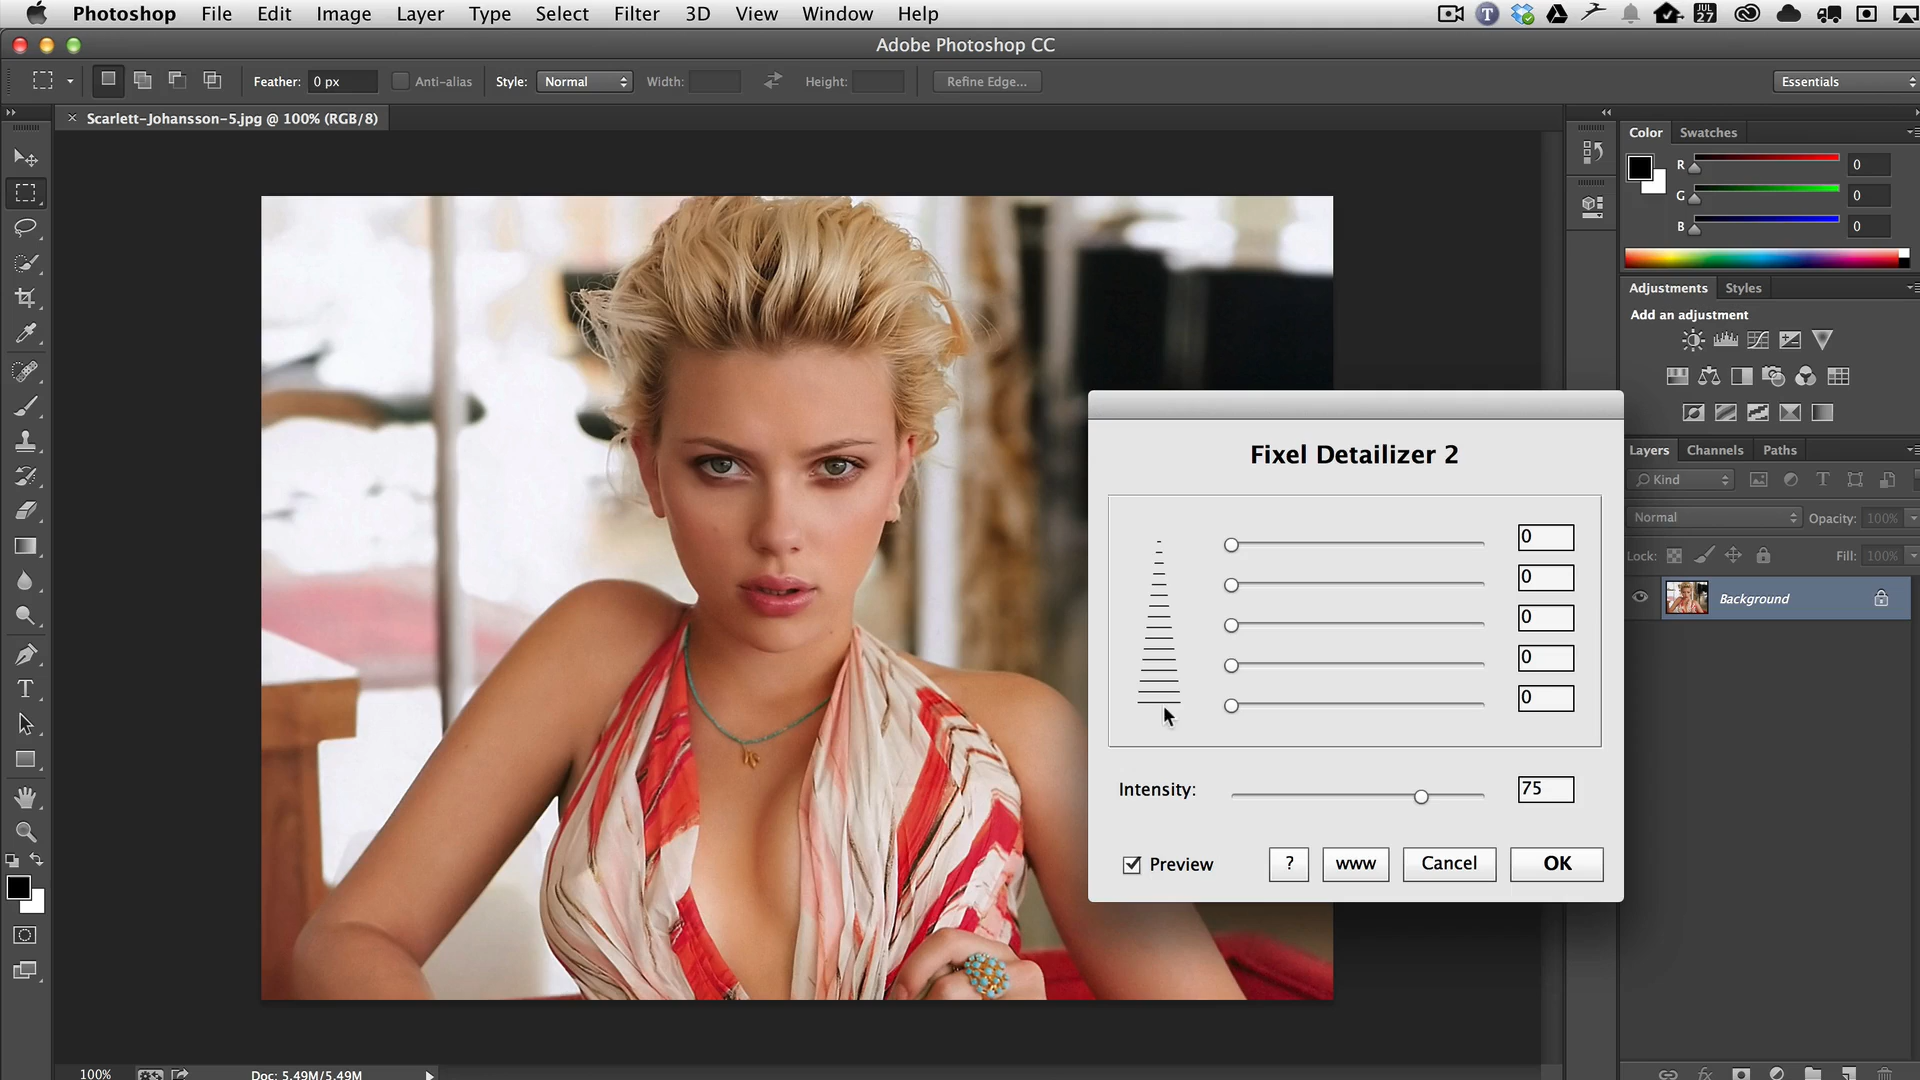 Photoshop File Edit Image Layer Type Select Filter 3D View Window Help
T JUL 27
Adobe Photoshop CC
Feather: 0 px Anti-alias Style: Normal Width: Height: Refine Edge... Essentials
Scarlett-Johansson-5.jpg @ 100% (RGB/8)
Color Swatches
R 0
G 0
B 0
Adjustments Styles
Add an adjustment
Layers Channels Paths
Kind
Normal Opacity: 100%
Lock: Fill: 100%
Background
Fixel Detailizer 2
0
0
0
0
0
Intensity: 75
Preview ? www Cancel OK
100% Doc: 5.49M/5.49M
fx